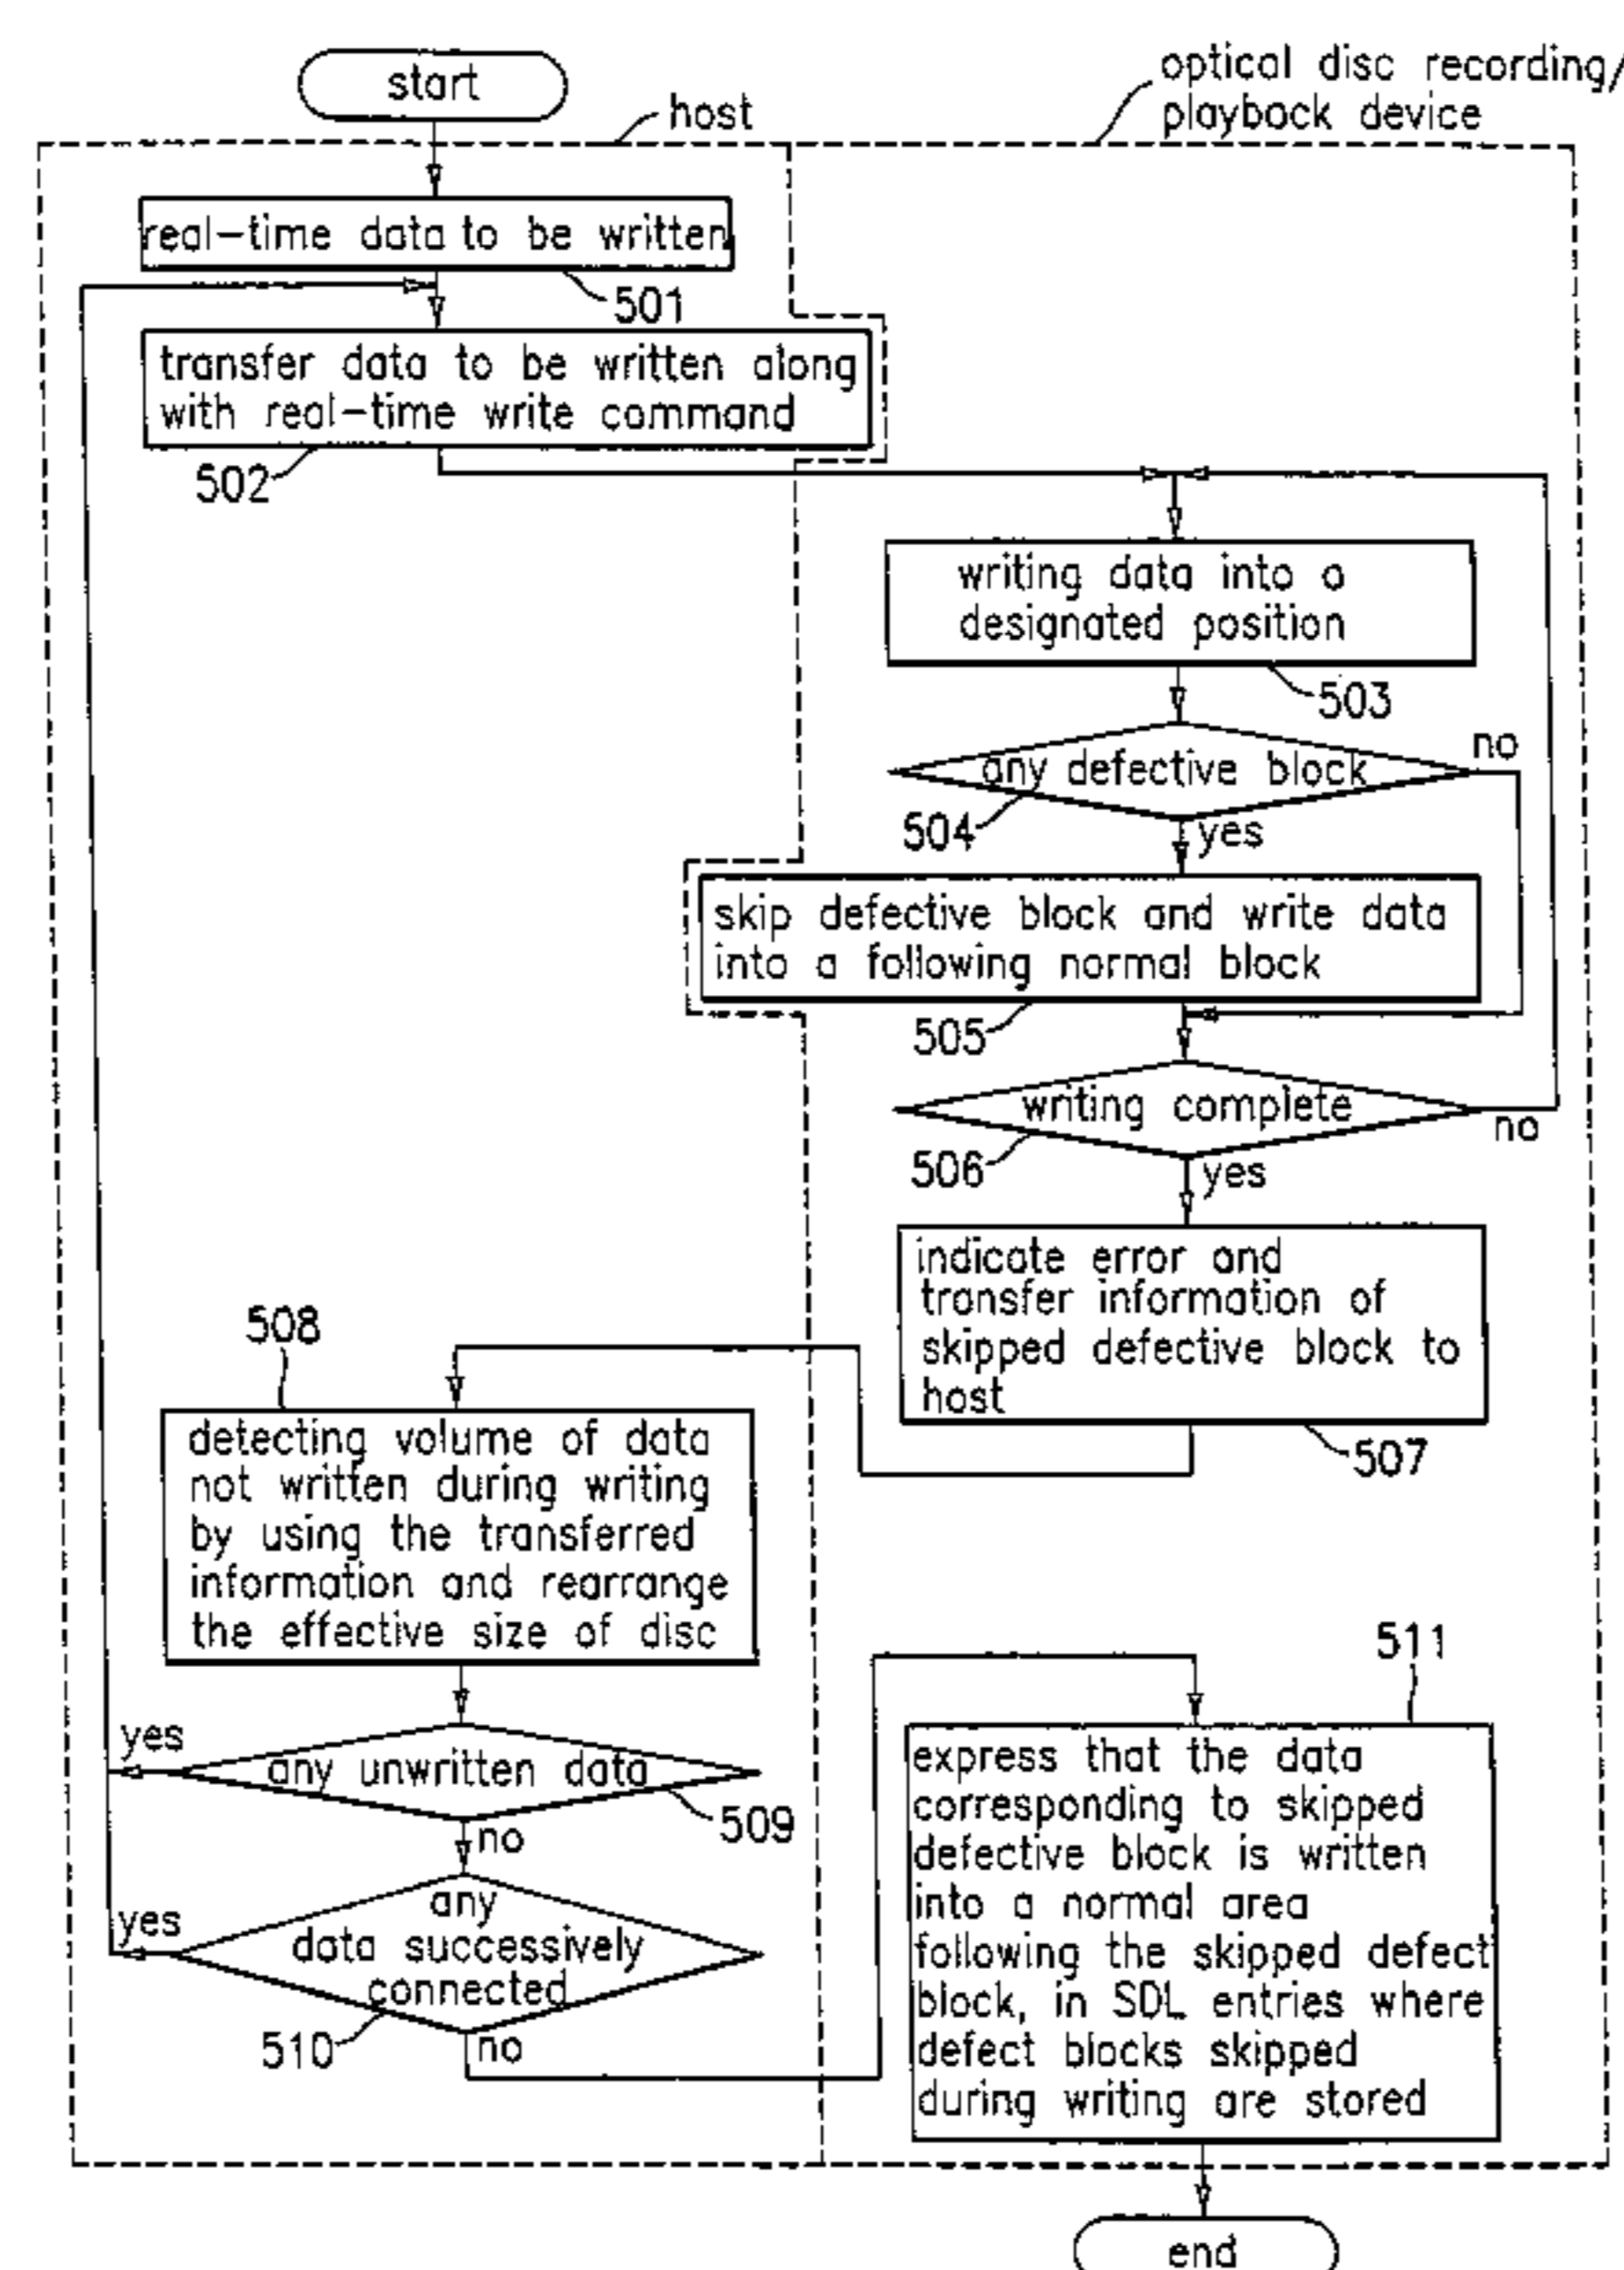 start
host
optical disc recording/
playback device
real-time data to be written
501
transfer data to be written along
with real-time write command
502
writing data into a
designated position
503
any defective block
no
504
yes
skip defective block and write data
into a following normal block
505
writing complete
no
506
yes
indicate error and
transfer information of
skipped defective block to
host
507
508
detecting volume of data
not written during writing
by using the transferred
information and rearrange
the effective size of disc
yes
any unwritten data
509
no
yes
any
data successively
connected
510
no
511
express that the data
corresponding to skipped
defective block is written
into a normal area
following the skipped defect
block, in SDL entries where
defect blocks skipped
during writing are stored
end